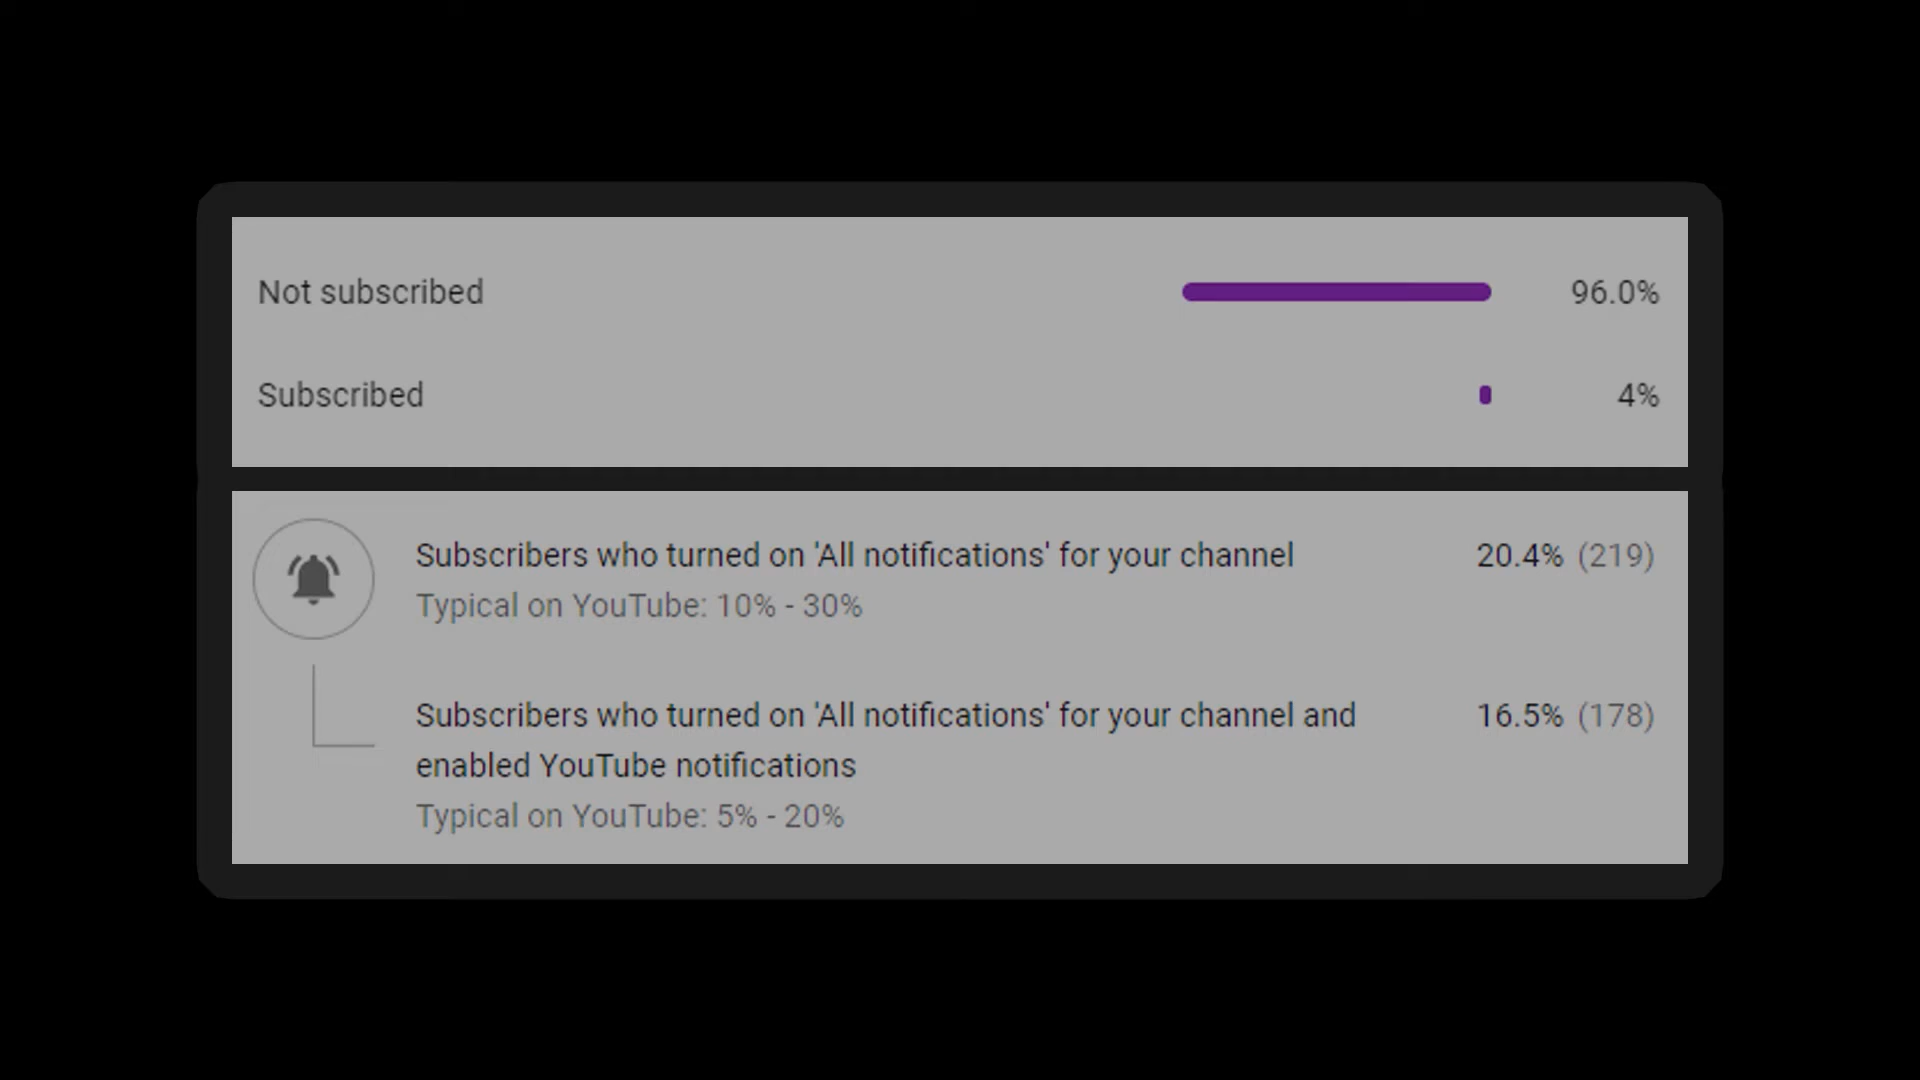 Not subscribed 96.0%
Subscribed 4%
Subscribers who turned on 'All notifications' for your channel 20.4% (219)
Typical on YouTube: 10% - 30%
Subscribers who turned on 'All notifications' for your channel and 16.5% (178)
enabled YouTube notifications
Typical on YouTube: 5% - 20%